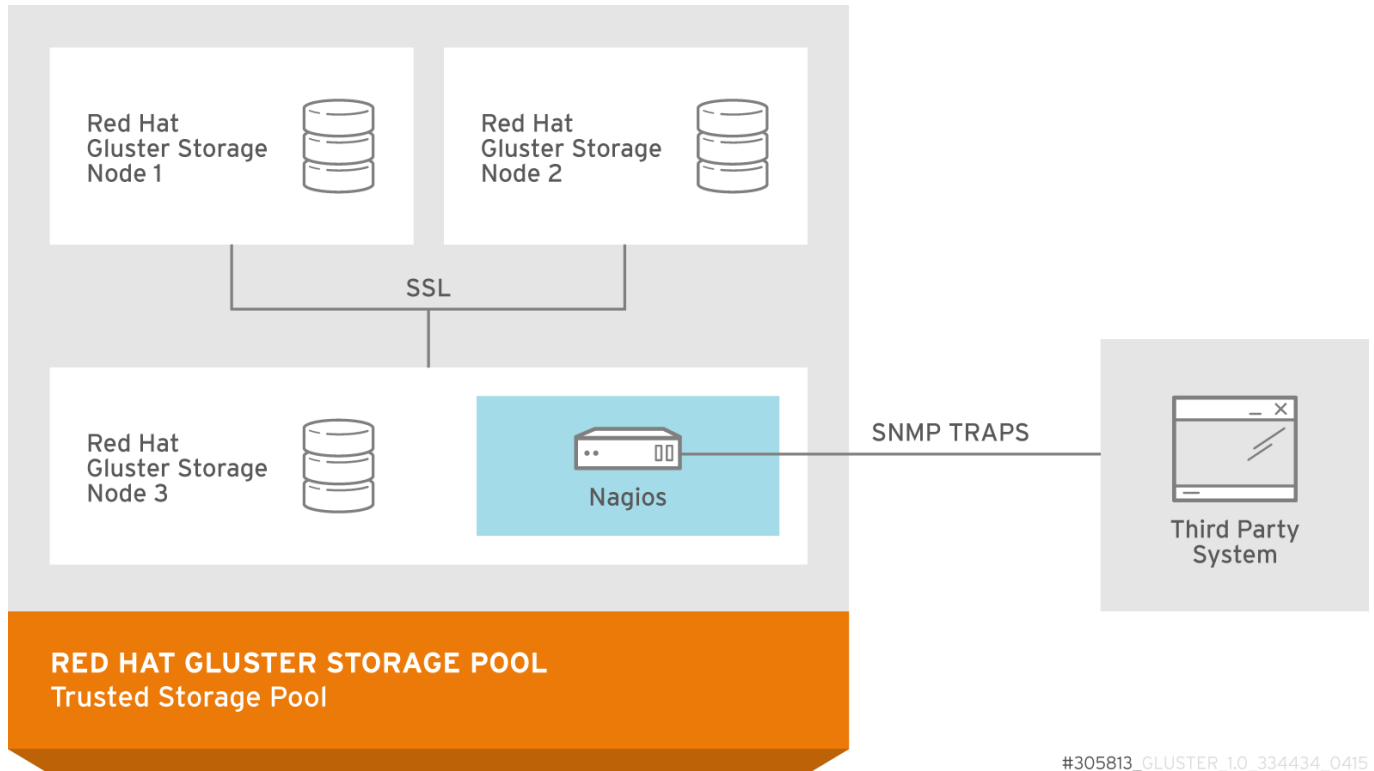 Red Hat
Gluster Storage
Node 1
Red Hat
Gluster Storage
Node 2
SSL
Red Hat
Gluster Storage
Node 3
Nagios
SNMP TRAPS
Third Party
System
RED HAT GLUSTER STORAGE POOL
Trusted Storage Pool
#305813_GLUSTER_1.0_334434_0415